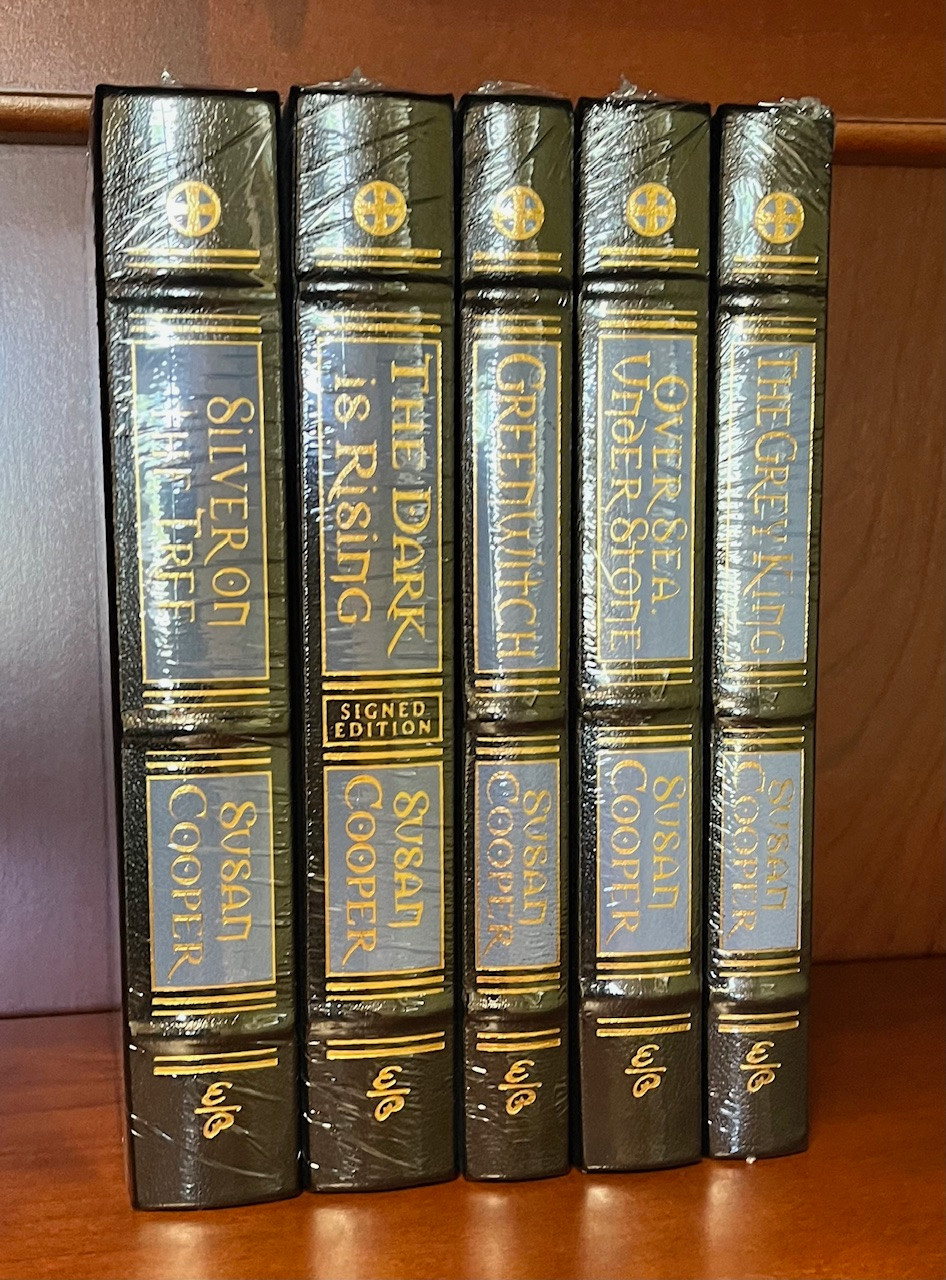 Silver on
the Tree
Susan
Cooper
W/B
The Dark
is Rising
SIGNED
EDITION
Susan
Cooper
W/B
Greenwitch
Susan
Cooper
W/B
Over Sea
Under Stone
Susan
Cooper
W/B
The Grey King
Susan
Cooper
W/B